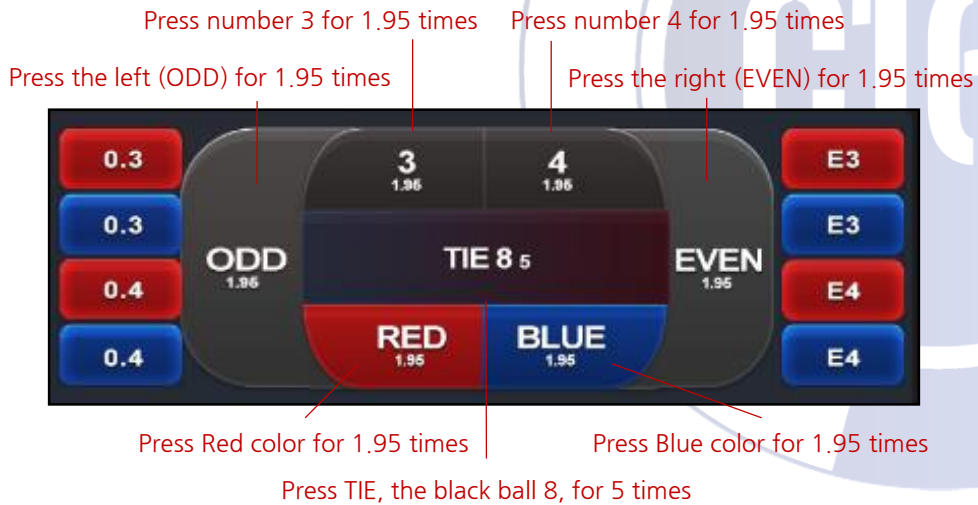 Press number 3 for 1.95 times
Press number 4 for 1.95 times
Press the left (ODD) for 1.95 times
Press the right (EVEN) for 1.95 times
0.3
0.3
0.4
0.4
ODD
1.95
3
1.95
4
1.95
TIE 8 5
RED
1.95
BLUE
1.95
EVEN
1.95
E3
E3
E4
E4
Press Red color for 1.95 times
Press Blue color for 1.95 times
Press TIE, the black ball 8, for 5 times